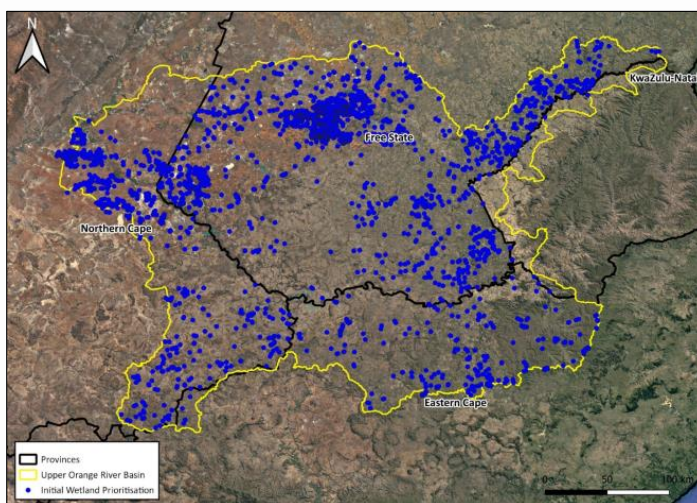 N
KwaZulu-Natal
Free State
Northern Cape
Eastern Cape
Provinces
Upper Orange River Basin
Initial Wetland Prioritisation
0 50 100 km